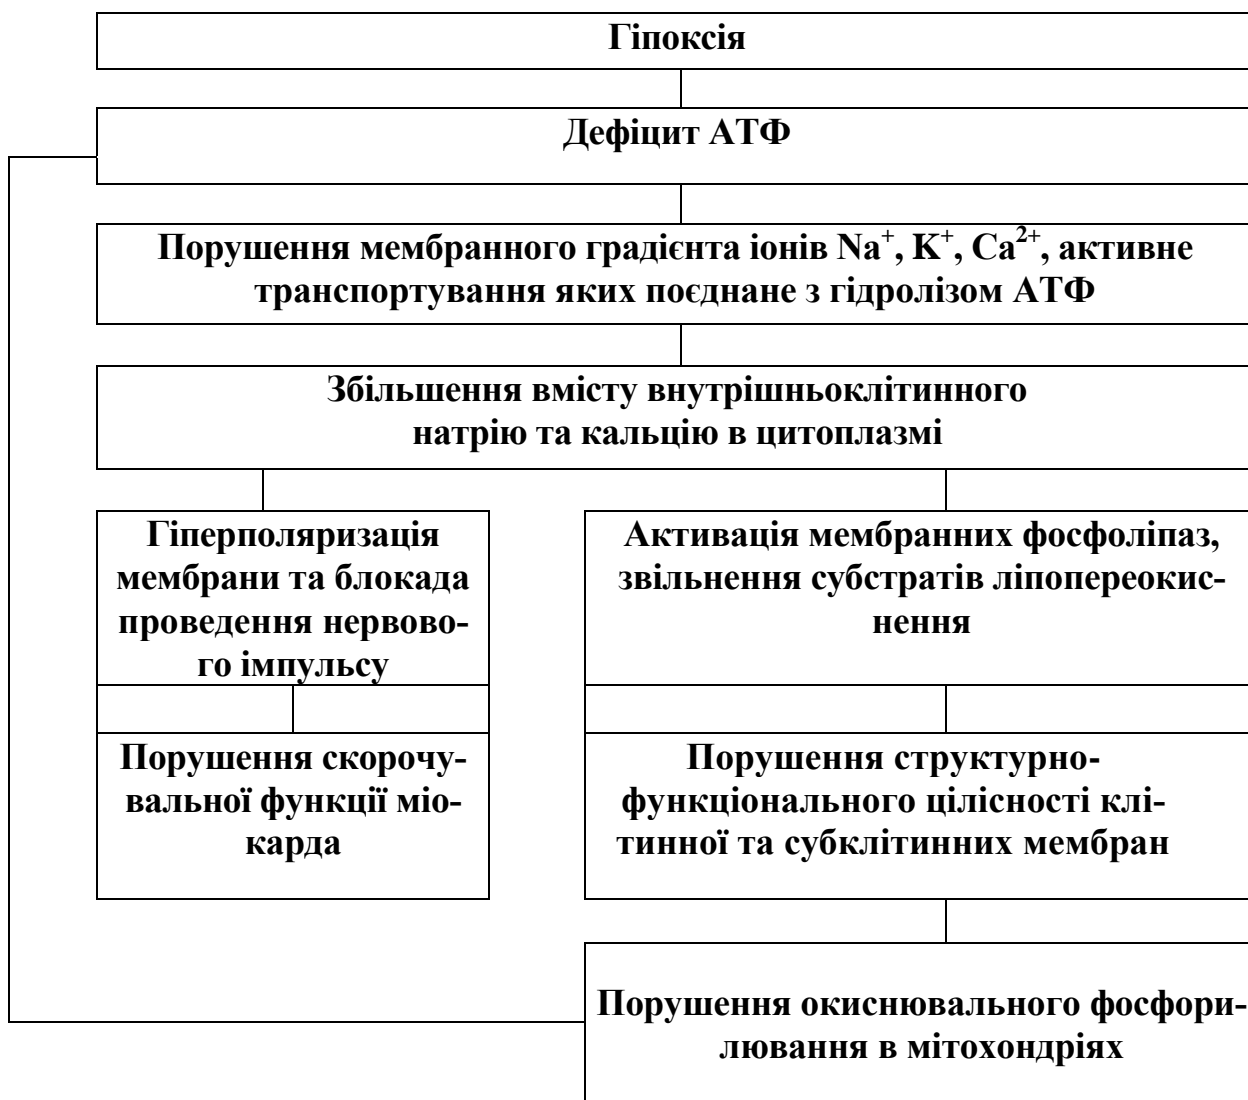 Гіпоксія
Дефіцит АТФ
Порушення мембранного градієнта іонів Na⁺, K⁺, Ca²⁺, активне
транспортування яких поєднане з гідролізом АТФ
Збільшення вмісту внутрішньоклітинного
натрію та кальцію в цитоплазмі
Гіперполяризація
мембрани та блокада
проведення нервово-
го імпульсу
Активація мембранних фосфоліпаз,
звільнення субстратів ліпопереокис-
нення
Порушення скорочу-
вальної функції міо-
карда
Порушення структурно-
функціонального цілісності клі-
тинної та субклітинних мембран
Порушення окиснювального фосфори-
лювання в мітохондріях